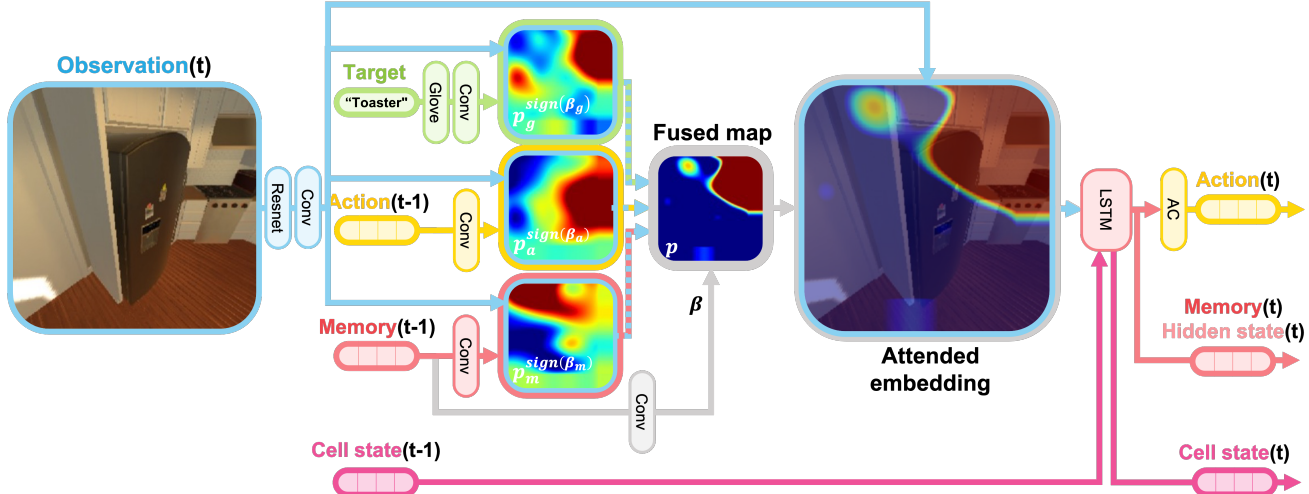 Observation(t)
Resnet
Conv
Target
"Toaster"
Glove
Conv
p_g^{sign(β_g)}
Action(t-1)
Conv
p_a^{sign(β_a)}
Memory(t-1)
Conv
p_m^{sign(β_m)}
Conv
β
Fused map
p
Attended
embedding
LSTM
AC
Action(t)
Memory(t)
Hidden state(t)
Cell state(t-1)
Cell state(t)